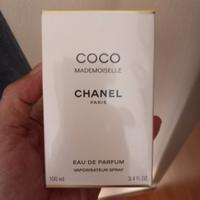 COCO
MADEMOISELLE
CHANEL
PARIS
EAU DE PARFUM
VAPORISATEUR SPRAY
100 ml 3.4 FL. OZ.